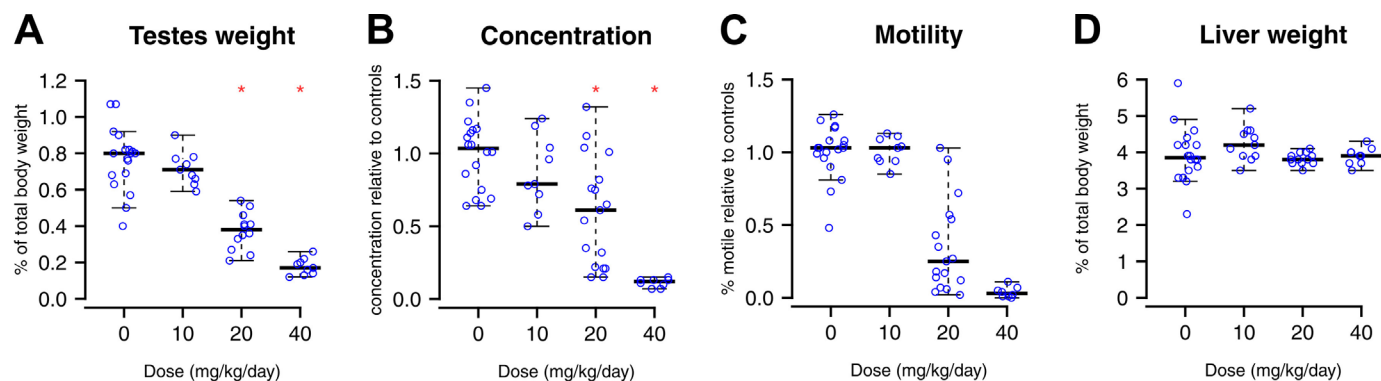 A Testes weight
% of total body weight
1.2
1.0
0.8
0.6
0.4
0.2
0.0
* *
0 10 20 40
Dose (mg/kg/day)
B Concentration
concentration relative to controls
1.5
1.0
0.5
0.0
* *
0 10 20 40
Dose (mg/kg/day)
C Motility
% motile relative to controls
1.5
1.0
0.5
0.0
0 10 20 40
Dose (mg/kg/day)
D Liver weight
% of total body weight
6
5
4
3
2
1
0
0 10 20 40
Dose (mg/kg/day)